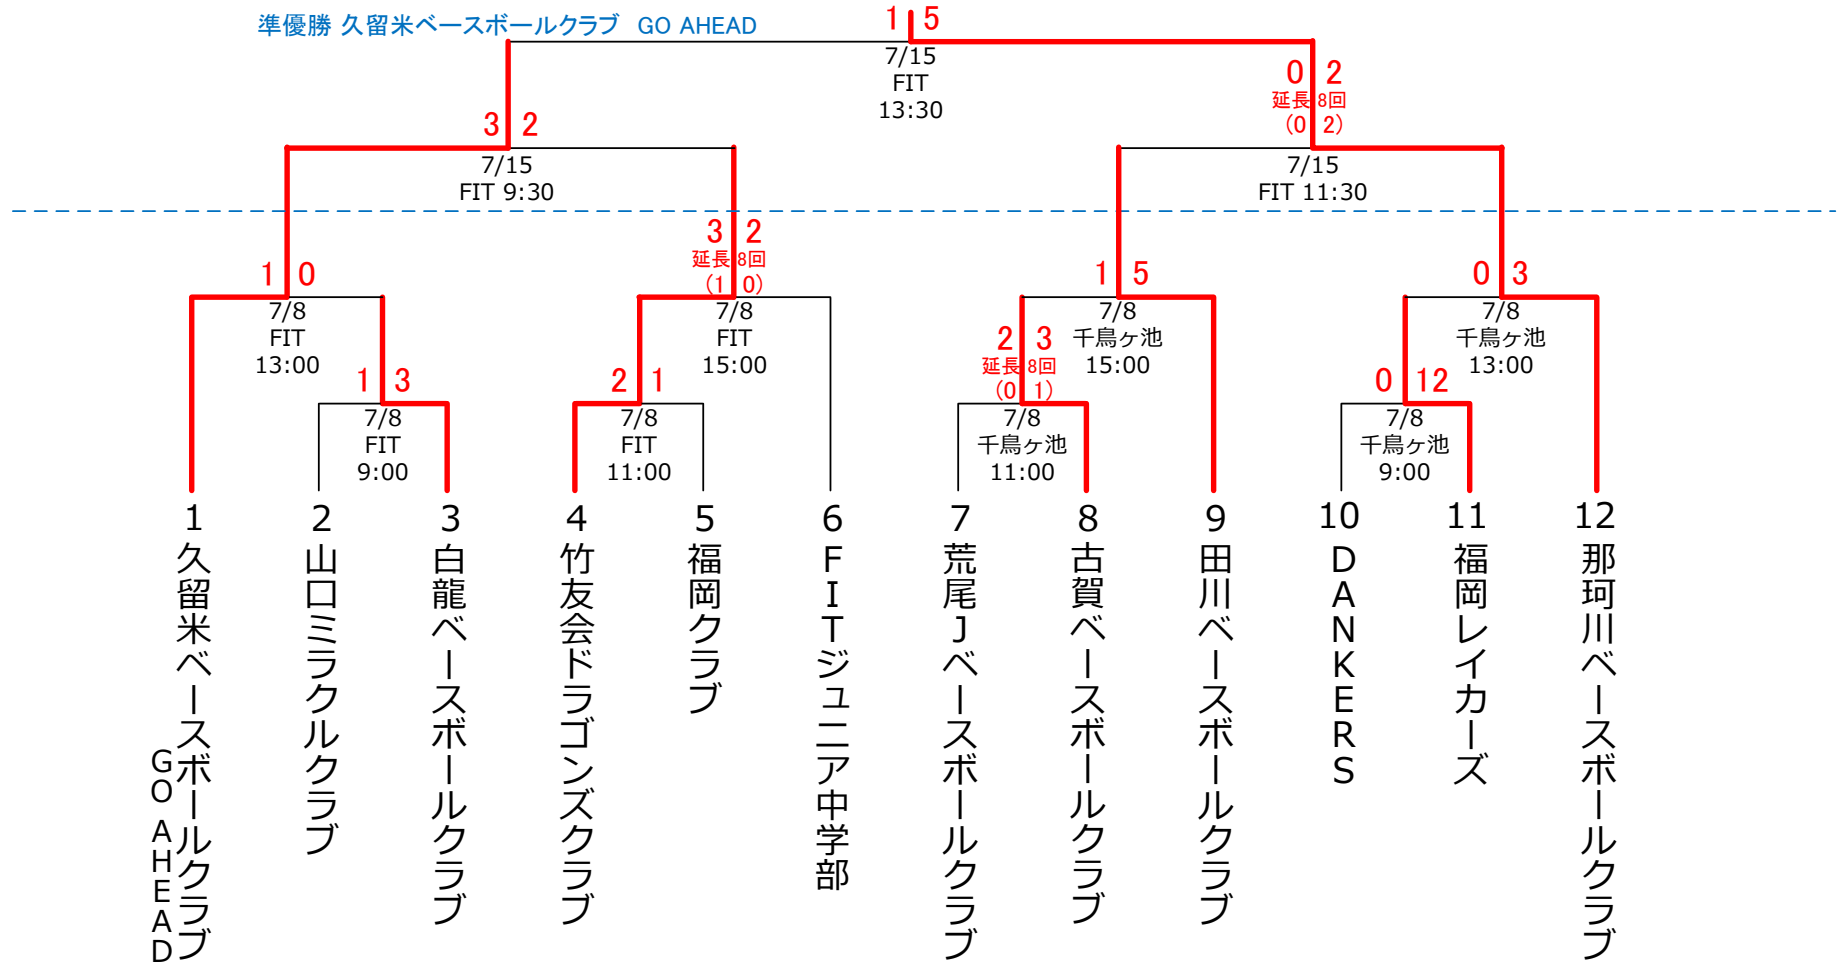 準優勝 久留米ベースボールクラブ GO AHEAD
1 5
7/15
FIT
13:30
0 2
延長 8回
(0 2)
3 2
7/15
FIT 9:30
7/15
FIT 11:30
3 2
延長 8回
(1 0)
1 0
7/8
FIT
13:00
7/8
FIT
15:00
1 5
7/8
千鳥ヶ池
15:00
0 3
7/8
千鳥ヶ池
13:00
2 3
延長 8回
(0 1)
1 3
7/8
FIT
9:00
2 1
7/8
FIT
11:00
7/8
千鳥ヶ池
11:00
0 12
7/8
千鳥ヶ池
9:00
1
久留米ベースボールクラブ
GO AHEAD
2
山口ミラクルクラブ
3
白龍ベースボールクラブ
4
竹友会ドラゴンズクラブ
5
福岡クラブ
6
FITジュニア中学部
7
荒尾Jベースボールクラブ
8
古賀ベースボールクラブ
9
田川ベースボールクラブ
10
DANKERS
11
福岡レイカーズ
12
那珂川ベースボールクラブ